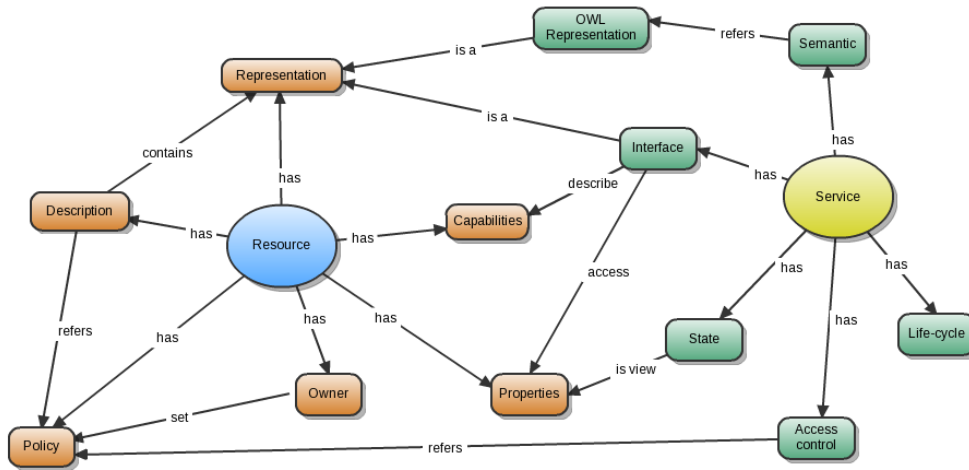 OWL
Representation
refers
Semantic
is a
Representation
is a
has
contains
Interface
has
describe
has
Service
Description
has
Resource
has
Capabilities
access
has
has
refers
has
has
has
has
State
Life-cycle
is view
Owner
Properties
set
Policy
refers
Access
control